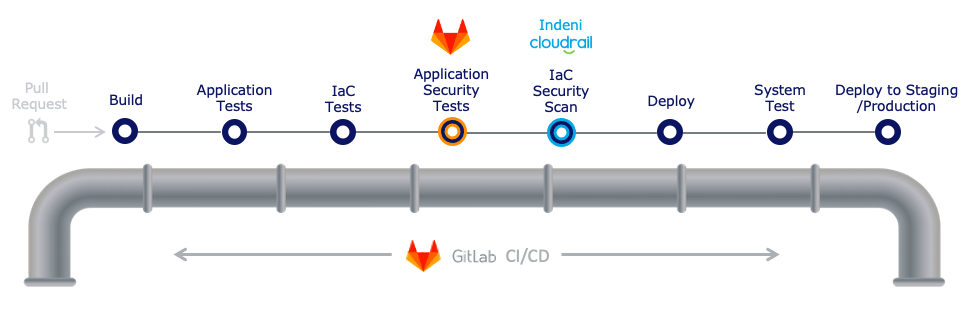 Indeni
cloudrail
Pull
Request
Build
Application
Tests
IaC
Tests
Application
Security
Tests
IaC
Security
Scan
Deploy
System
Test
Deploy to Staging
/Production
GitLab CI/CD